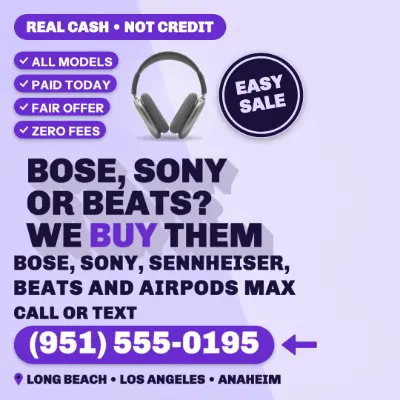 REAL CASH • NOT CREDIT
ALL MODELS
PAID TODAY
FAIR OFFER
ZERO FEES
EASY
SALE
BOSE, SONY
OR BEATS?
WE BUY THEM
BOSE, SONY, SENNHEISER,
BEATS AND AIRPODS MAX
CALL OR TEXT
(951) 555-0195
LONG BEACH • LOS ANGELES • ANAHEIM